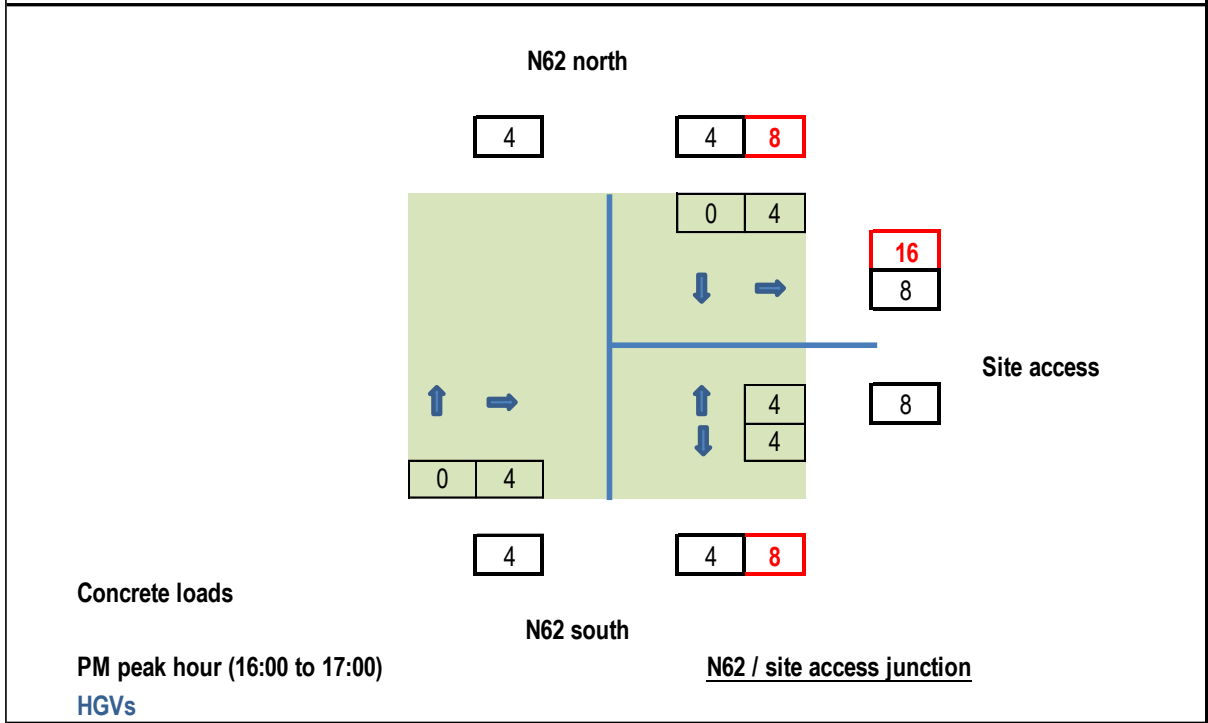 N62 north
4 4 8
0 4
16
8
Site access
4 8
4
0 4
4 4 8
Concrete loads
N62 south
PM peak hour (16:00 to 17:00) N62 / site access junction
HGVs